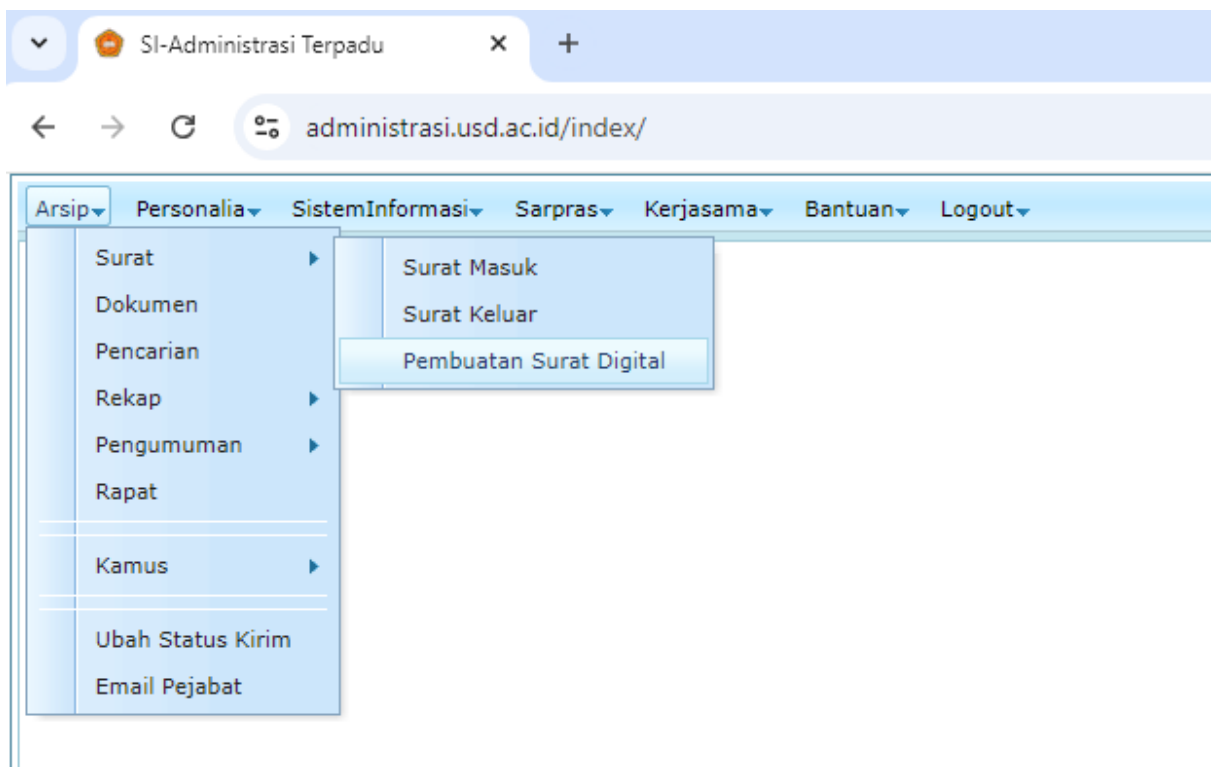 SI-Administrasi Terpadu
administrasi.usd.ac.id/index/
Arsip Personalia SistemInformasi Sarpras Kerjasama Bantuan Logout
Surat
Dokumen
Pencarian
Rekap
Pengumuman
Rapat
Kamus
Ubah Status Kirim
Email Pejabat
Surat Masuk
Surat Keluar
Pembuatan Surat Digital